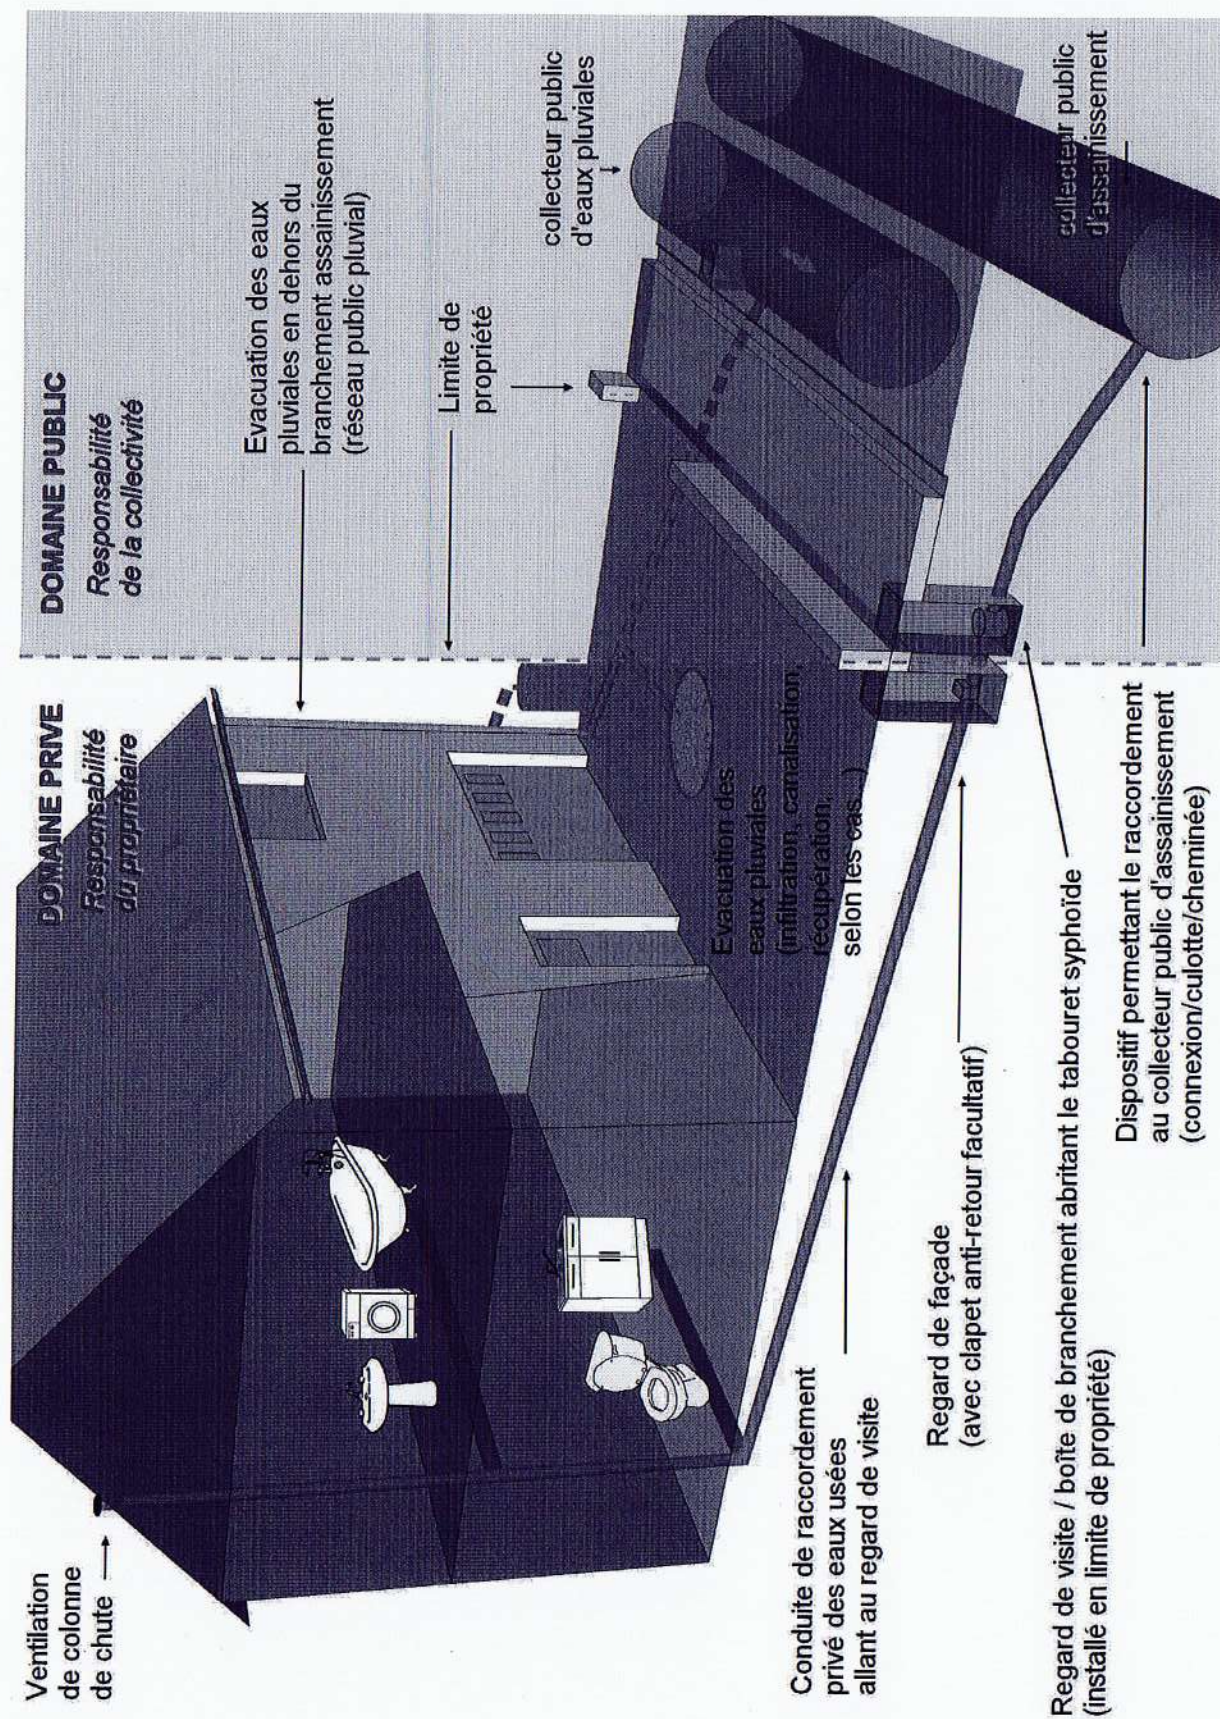 Ventilation
de colonne
de chute
DOMAINE PRIVE
Responsabilité
du propriétaire
DOMAINE PUBLIC
Responsabilité
de la collectivité
Evacuation des eaux
pluviales en dehors du
branchement assainissement
(réseau public pluvial)
Limite de
propriété
collecteur public
d'eaux pluviales
Evacuation des
eaux pluviales
(infiltration, canalisation,
récupération,
selon les cas..)
collecteur public
d'assainissement
Conduite de raccordement
privé des eaux usées
allant au regard de visite
Regard de façade
(avec clapet anti-retour facultatif)
Regard de visite / boîte de branchement abritant le tabouret syphoïde
(installé en limite de propriété)
Dispositif permettant le raccordement
au collecteur public d'assainissement
(connexion/culotte/cheminée)